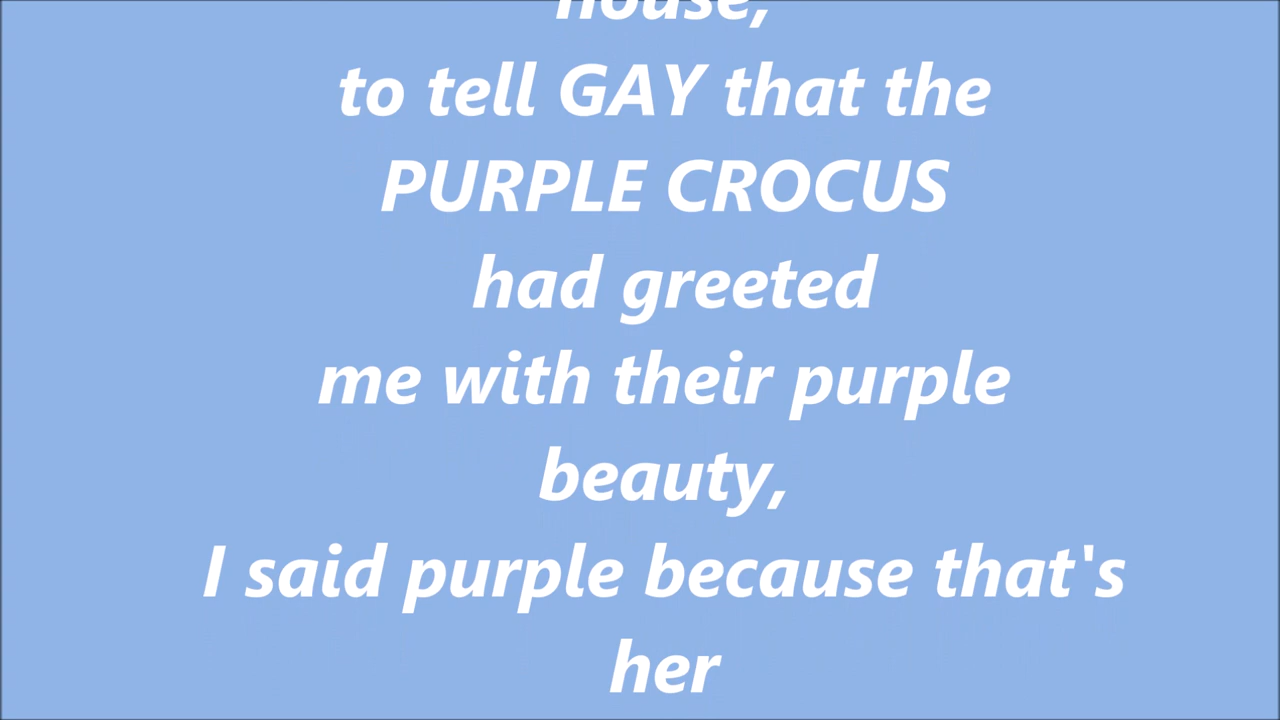 house,
to tell GAY that the
PURPLE CROCUS
had greeted
me with their purple
beauty,
I said purple because that's
her